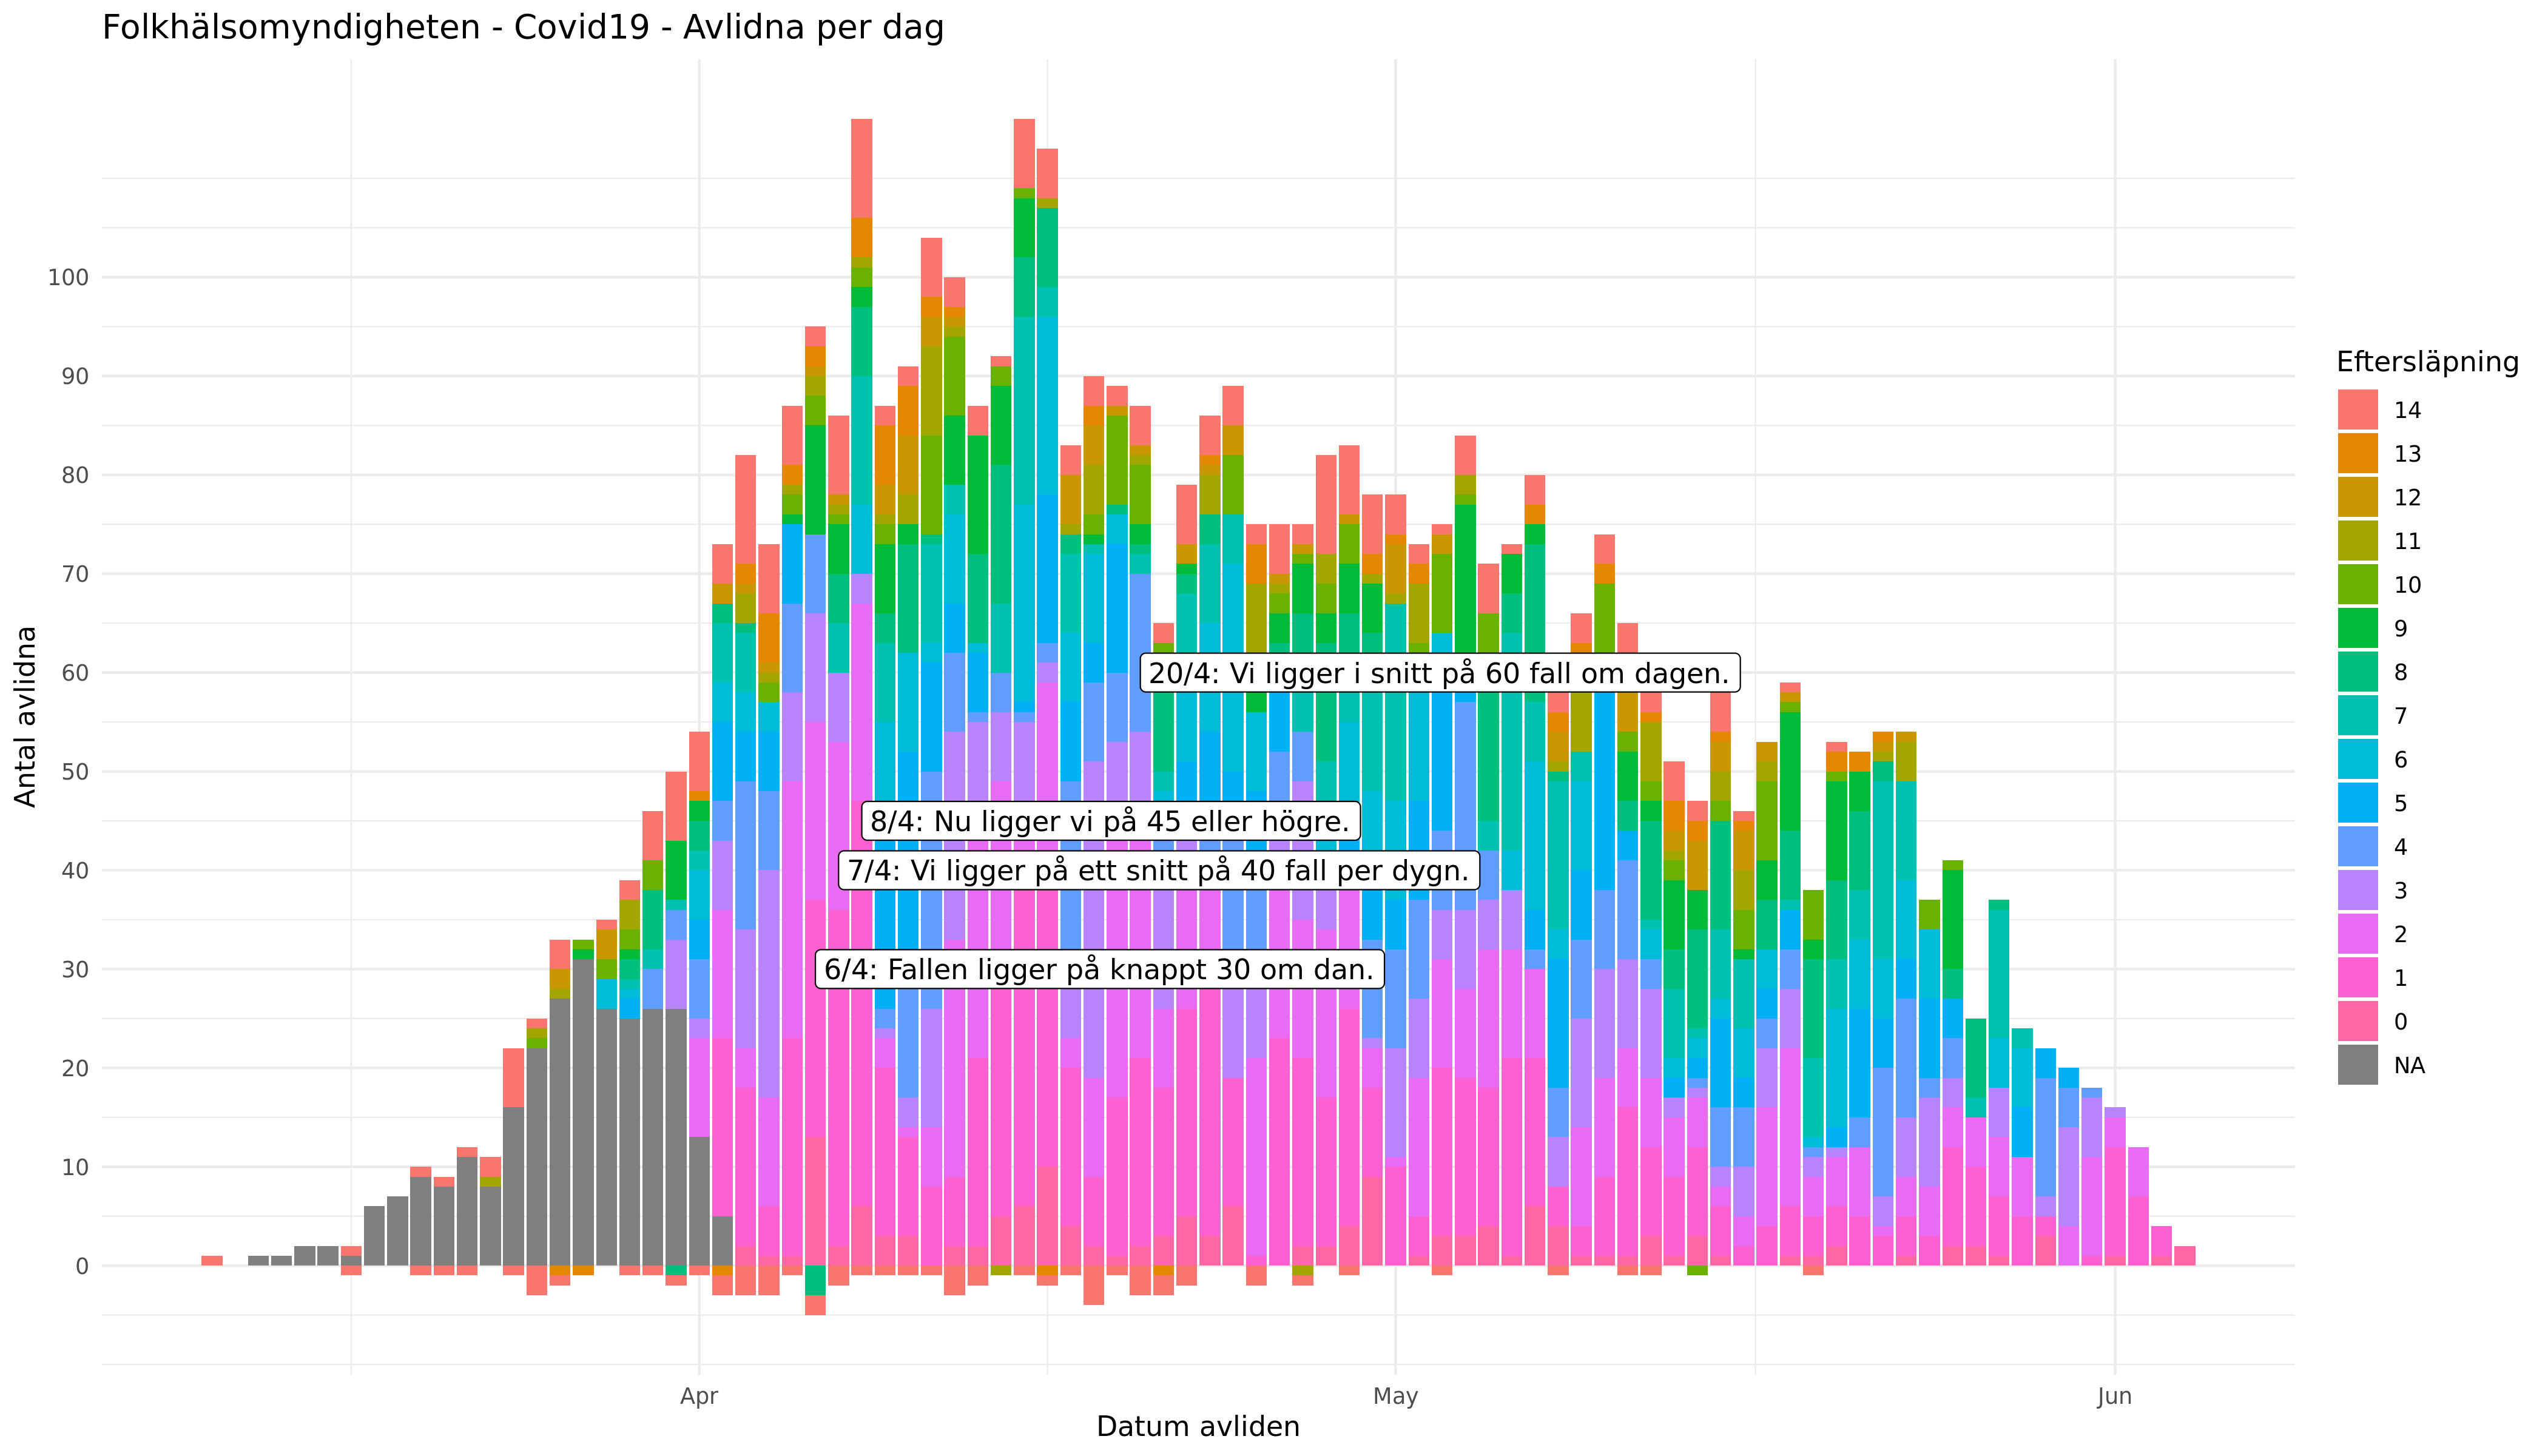 Folkhälsomyndigheten - Covid19 - Avlidna per dag
Antal avlidna
100
90
80
70
60
50
40
30
20
10
0
20/4: Vi ligger i snitt på 60 fall om dagen.
8/4: Nu ligger vi på 45 eller högre.
7/4: Vi ligger på ett snitt på 40 fall per dygn.
6/4: Fallen ligger på knappt 30 om dan.
Apr
May
Jun
Datum avliden
Eftersläpning
14
13
12
11
10
9
8
7
6
5
4
3
2
1
0
NA